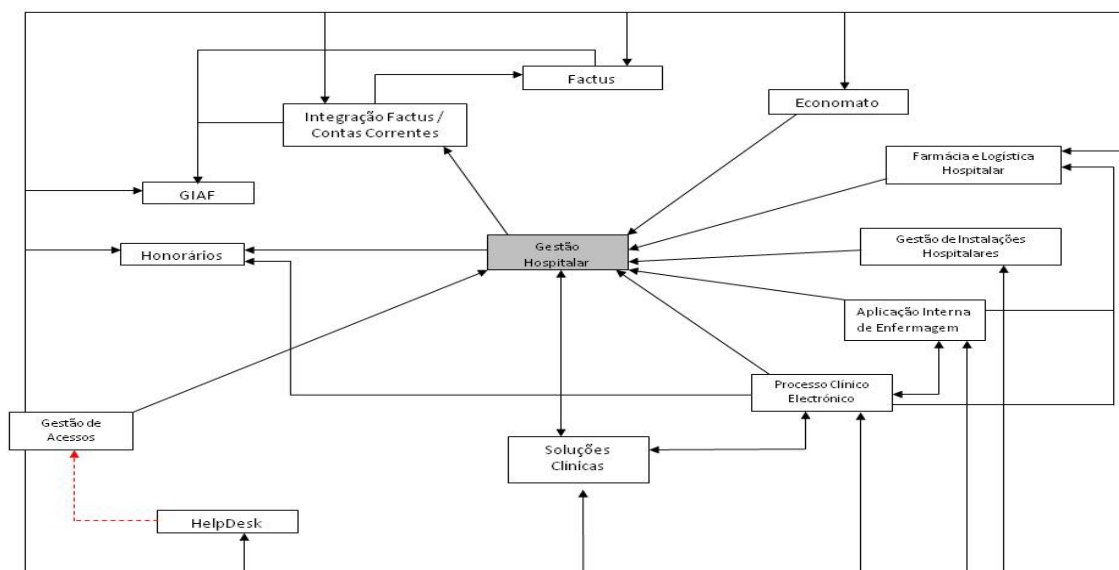 Factus
Economato
Integração Factus /
Contas Correntes
Farmácia e Logística
Hospitalar
GIAF
Gestão
Hospitalar
Honorários
Gestão de Instalações
Hospitalares
Aplicação Interna
de Enfermagem
Processo Clínico
Electrónico
Gestão de
Acessos
Soluções
Clínicas
HelpDesk